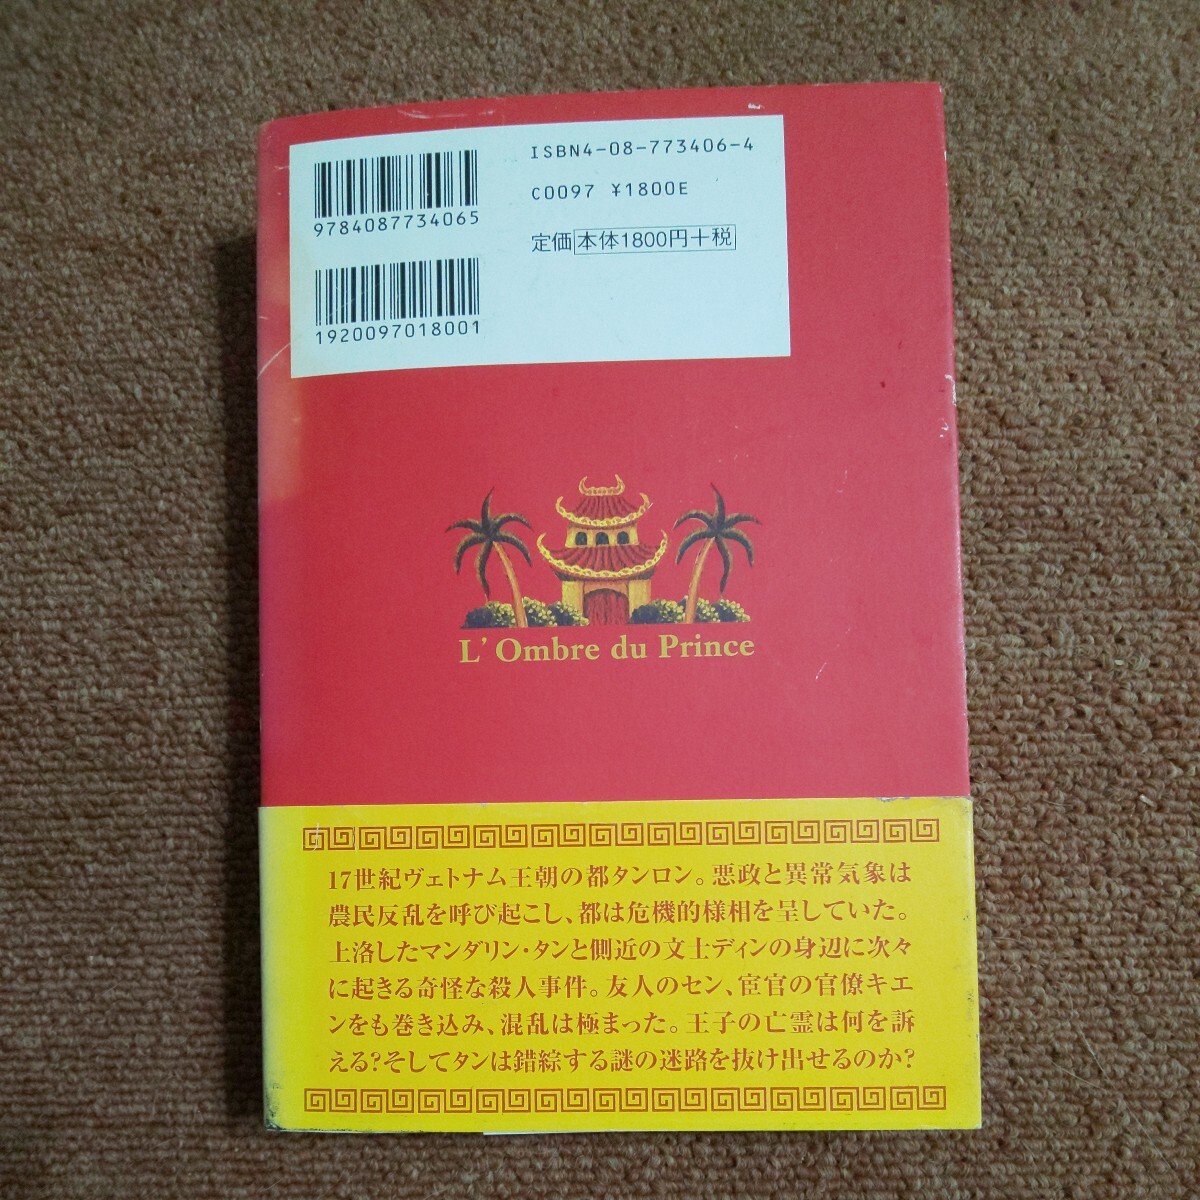 ISBN4-08-773406-4
9784087734065
C0097 ¥1800E
定価本体1800円+税
1920097018001
L'Ombre du Prince
17世紀ヴェトナム王朝の都タンロン。悪政と異常気象は
農民反乱を呼び起こし、都は危機的様相を呈していた。
上洛したマンダリン・タンと側近の文士ディンの身辺に次々
に起きる奇怪な殺人事件。友人のセン、宦官の官僚キエ
ンをも巻き込み、混乱は極まった。王子の亡霊は何を訴
える?そしてタンは錯綜する謎の迷路を抜け出せるのか?